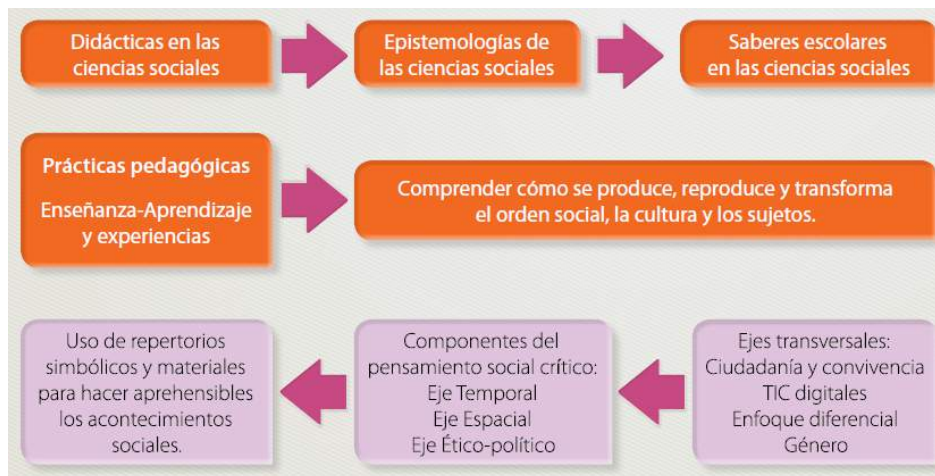 Didácticas en las
ciencias sociales
Epistemologías de
las ciencias sociales
Saberes escolares
en las ciencias sociales
Prácticas pedagógicas
Enseñanza-Aprendizaje
y experiencias
Comprender cómo se produce, reproduce y transforma
el orden social, la cultura y los sujetos.
Uso de repertorios
simbólicos y materiales
para hacer aprehensibles
los acontecimientos
sociales.
Componentes del
pensamiento social crítico:
Eje Temporal
Eje Espacial
Eje Ético-político
Ejes transversales:
Ciudadanía y convivencia
TIC digitales
Enfoque diferencial
Género